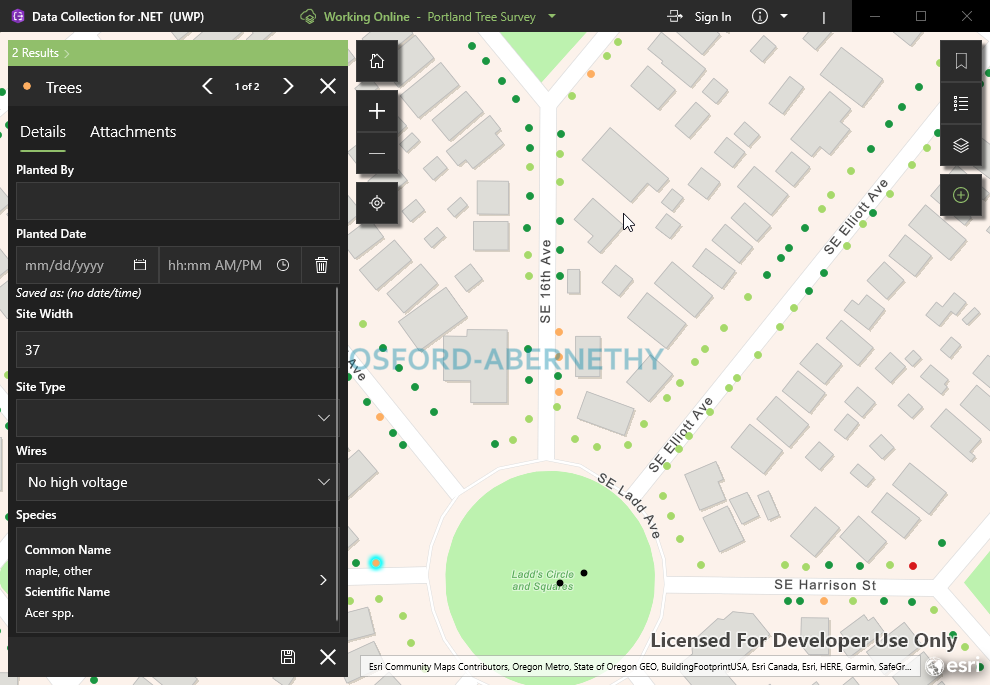 Data Collection for .NET (UWP)
Working Online - Portland Tree Survey
Sign In
2 Results
Trees
1 of 2
Details Attachments
Planted By
Planted Date
mm/dd/yyyy hh:mm AM/PM
Saved as: (no date/time)
Site Width
37
Site Type
Wires
No high voltage
Species
Common Name
maple, other
Scientific Name
Acer spp.
SE 16th Ave
SE Elliott Ave
OSFORD-ABERNETHY
Ave
SE Elliott Ave
SE Ladd Ave
Ladd's Circle
and Squares
SE Harrison St
Licensed For Developer Use Only
Esri Community Maps Contributors, Oregon Metro, State of Oregon GEO, BuildingFootprintUSA, Esri Canada, Esri, HERE, Garmin, SafeGr...
esri